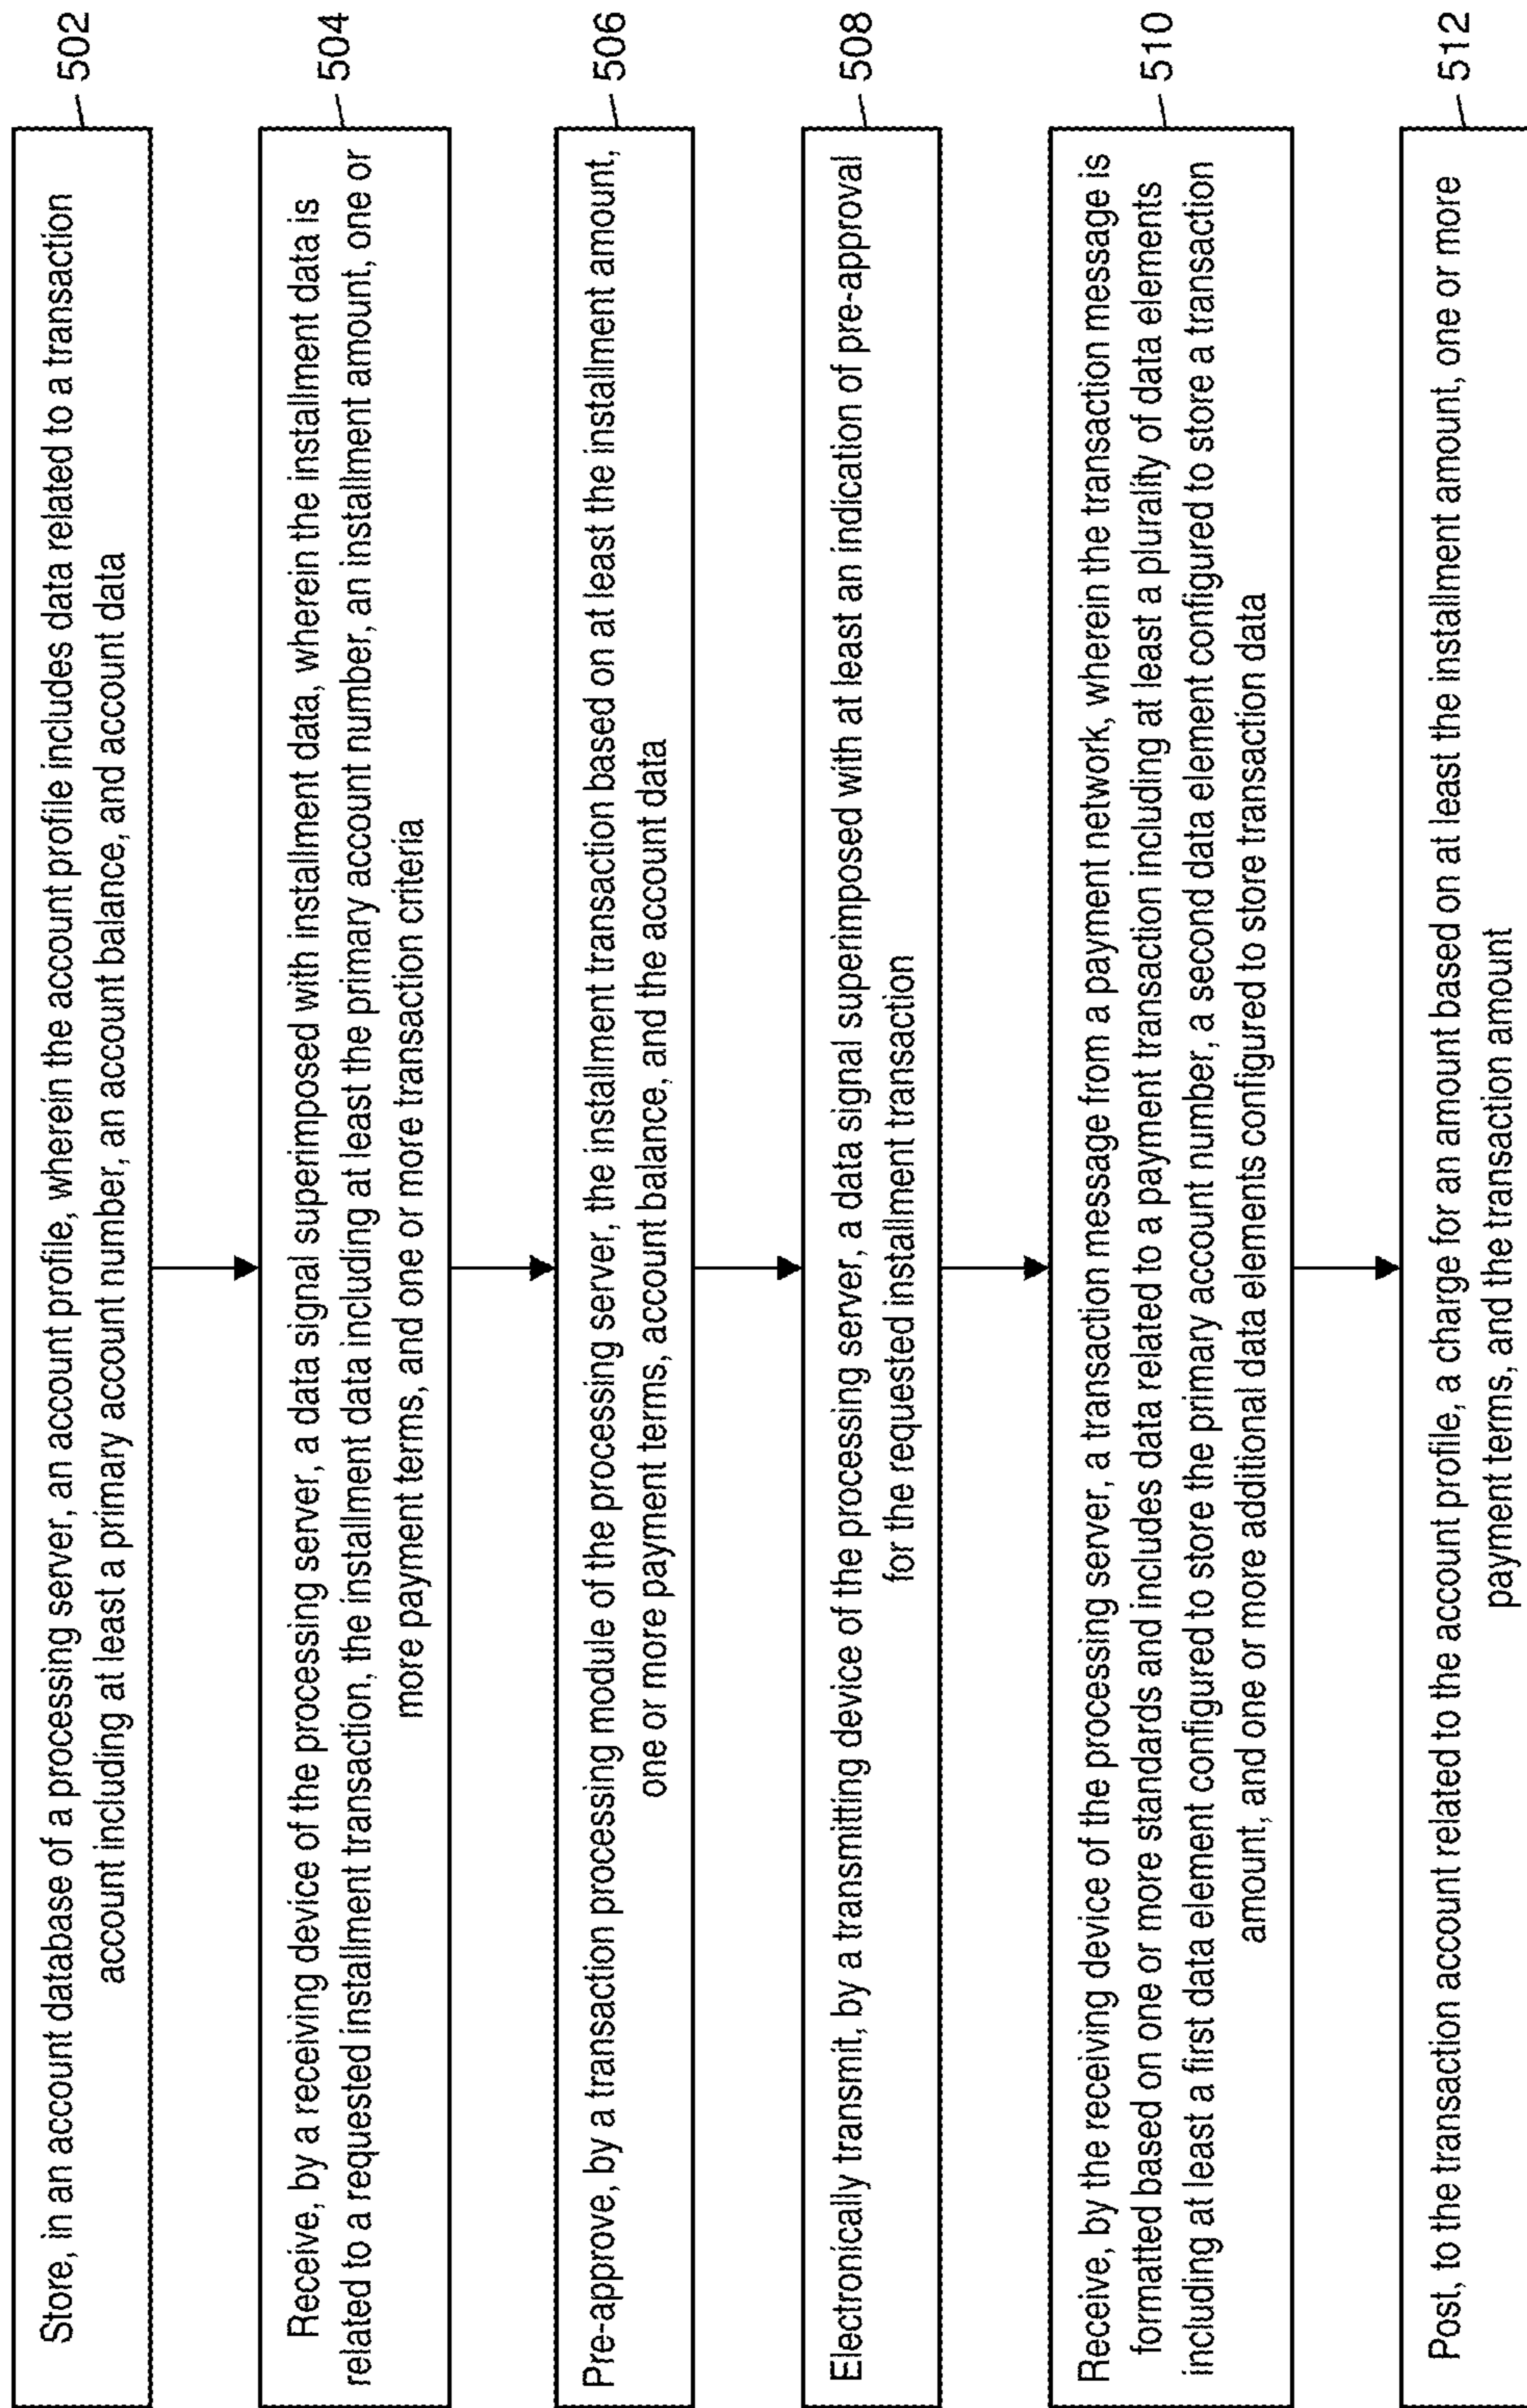 Store, in an account database of a processing server, an account profile, wherein the account profile includes data related to a transaction
account including at least a primary account number, an account balance, and account data
502
Receive, by a receiving device of the processing server, a data signal superimposed with installment data, wherein the installment data is
related to a requested installment transaction, the installment data including at least the primary account number, an installment amount, one or
more payment terms, and one or more transaction criteria
504
Pre-approve, by a transaction processing module of the processing server, the installment transaction based on at least the installment amount,
one or more payment terms, account balance, and the account data
506
Electronically transmit, by a transmitting device of the processing server, a data signal superimposed with at least an indication of pre-approval
for the requested installment transaction
508
Receive, by the receiving device of the processing server, a transaction message from a payment network, wherein the transaction message is
formatted based on one or more standards and includes data related to a payment transaction including at least a plurality of data elements
including at least a first data element configured to store the primary account number, a second data element configured to store a transaction
amount, and one or more additional data elements configured to store transaction data
510
Post, to the transaction account related to the account profile, a charge for an amount based on at least the installment amount, one or more
payment terms, and the transaction amount
512